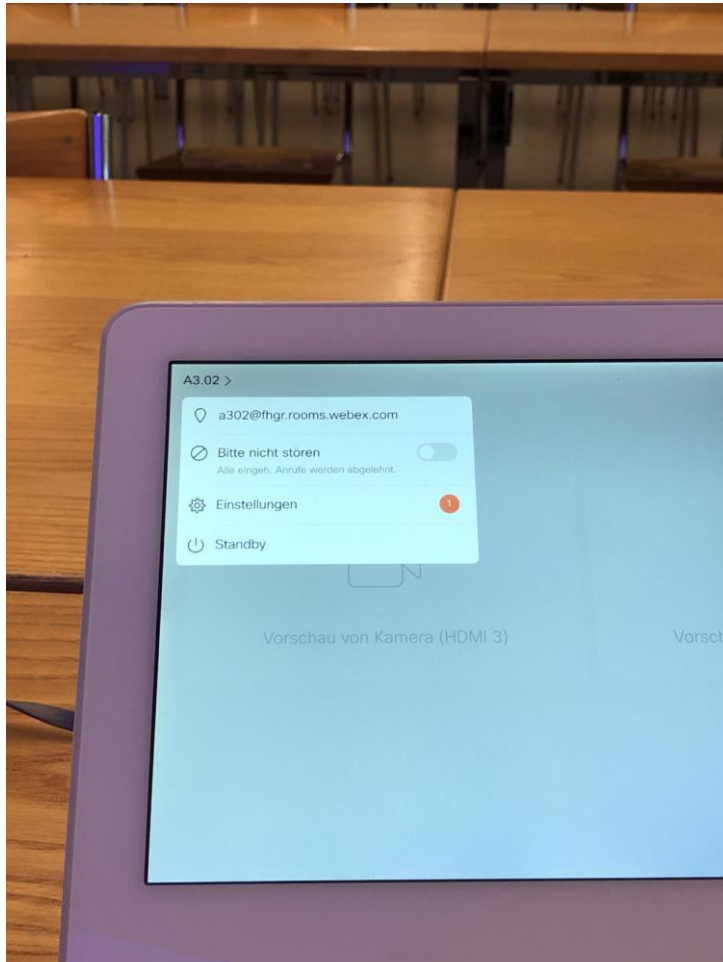 A3.02 >
a302@fhgr.rooms.webex.com
Bitte nicht stören
Alle eingeh. Anrufe werden abgelehnt.
Einstellungen
1
Standby
Vorschau von Kamera (HDMI 3)